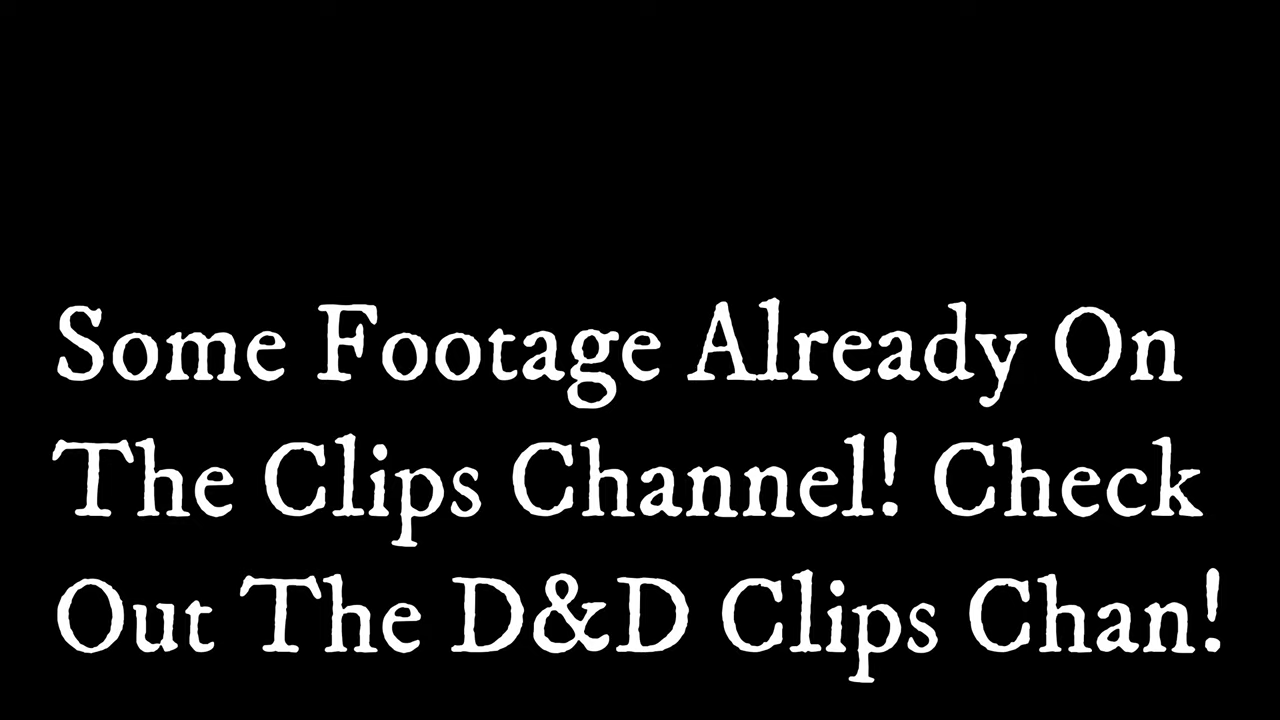 Some Footage Already On
The Clips Channel! Check
Out The D&D Clips Chan!